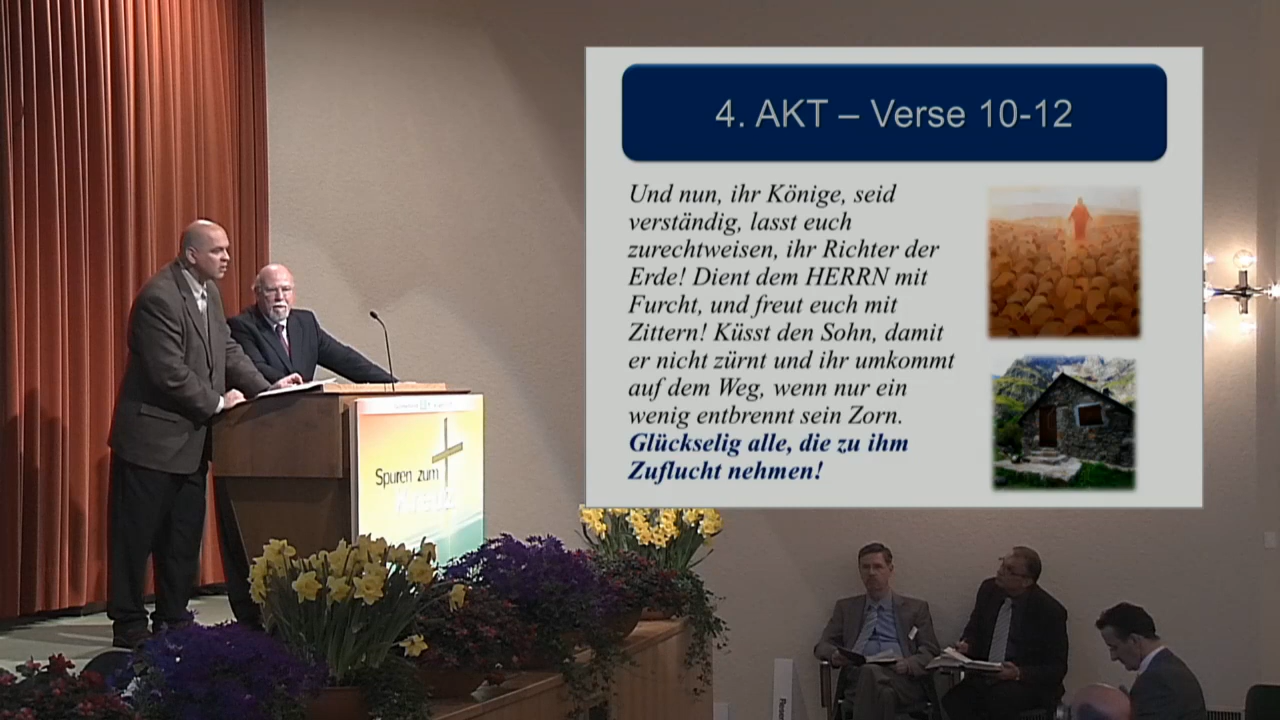 4. AKT – Verse 10-12
Und nun, ihr Könige, seid
verständig, lasst euch
zurechtweisen, ihr Richter der
Erde! Dient dem HERRN mit
Furcht, und freut euch mit
Zittern! Küsst den Sohn, damit
er nicht zürnt und ihr umkommt
auf dem Weg, wenn nur ein
wenig entbrennt sein Zorn.
Glückselig alle, die zu ihm
Zuflucht nehmen!
Spuren zum
Kreuz